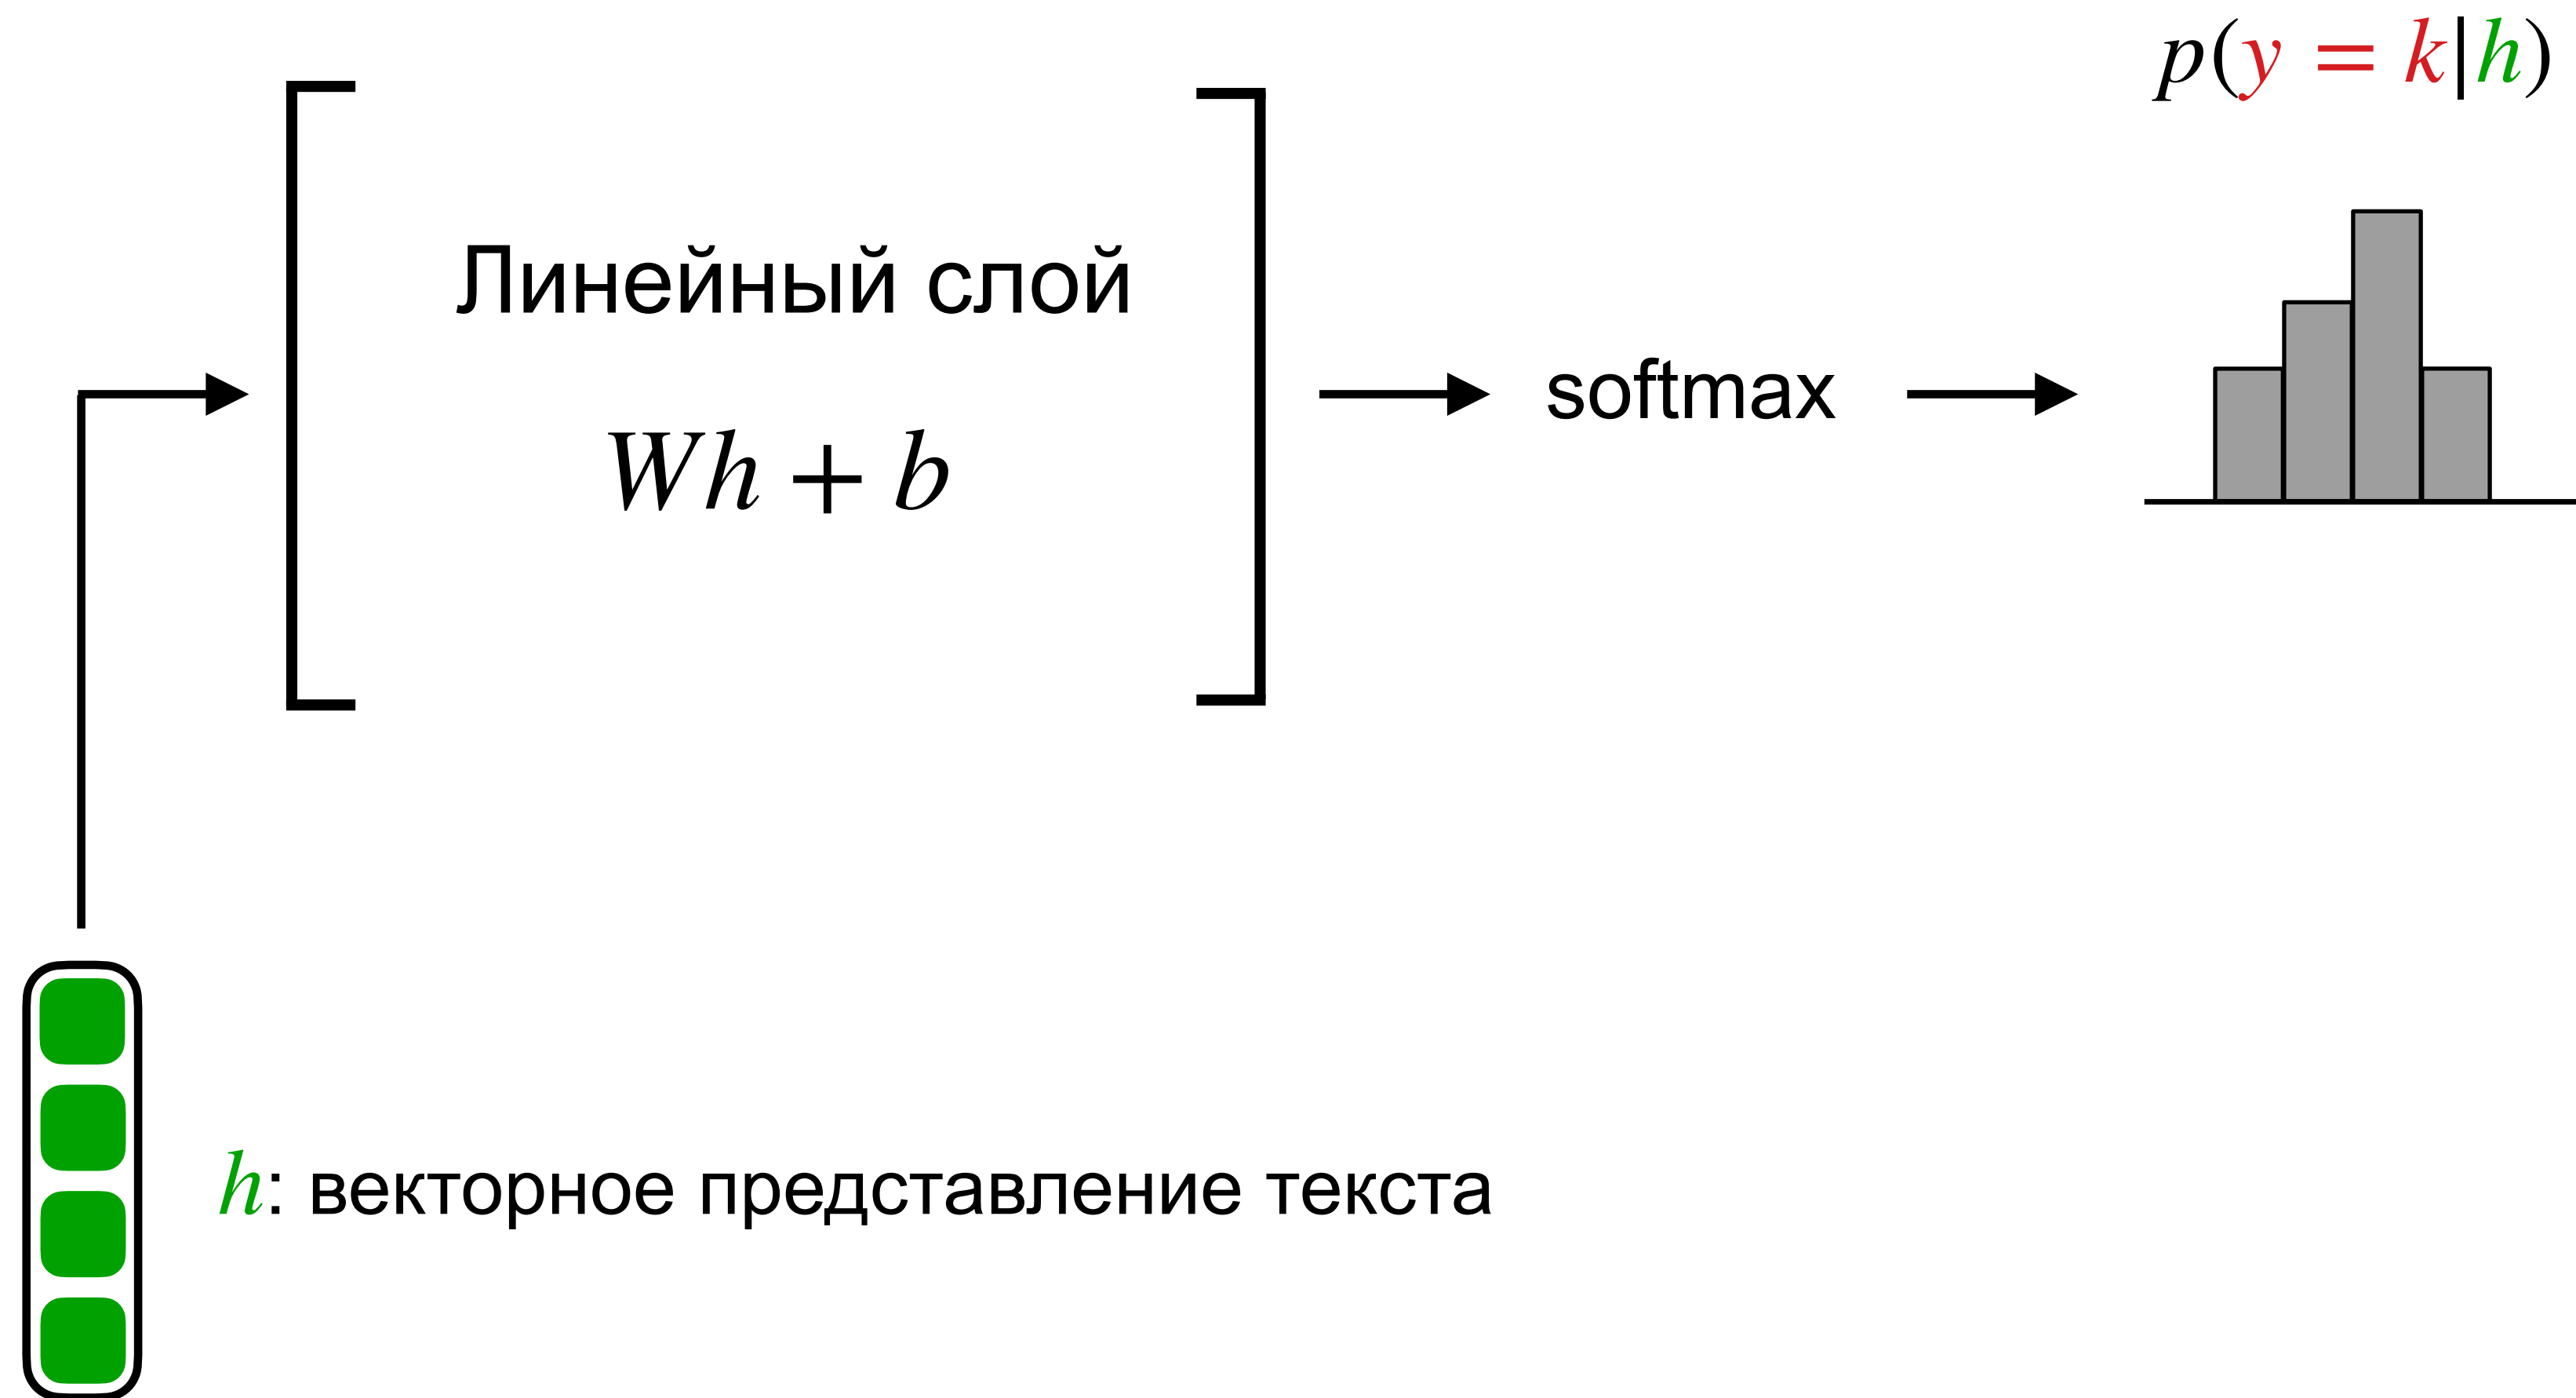 p(y = k|h)
Линейный слой
Wh + b
softmax
h: векторное представление текста